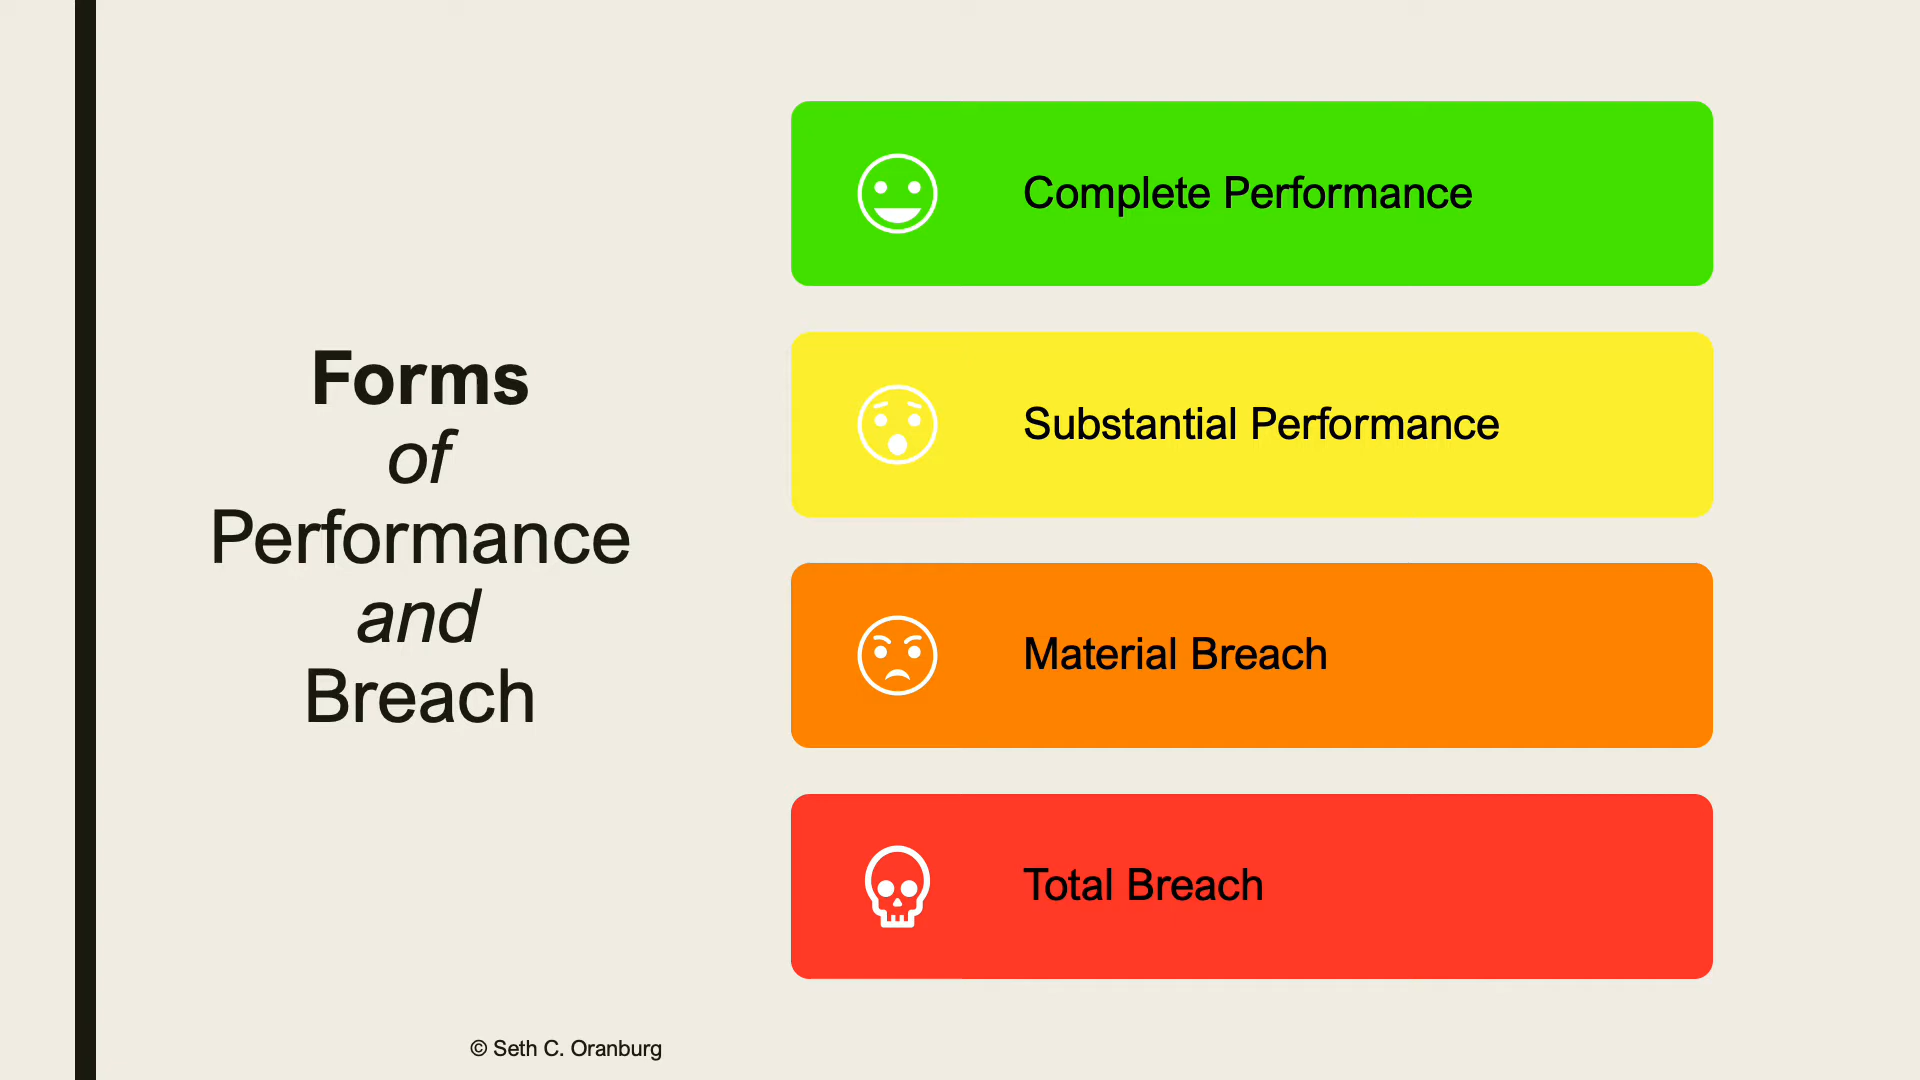 Forms
of
Performance
and
Breach
Complete Performance
Substantial Performance
Material Breach
Total Breach
© Seth C. Oranburg